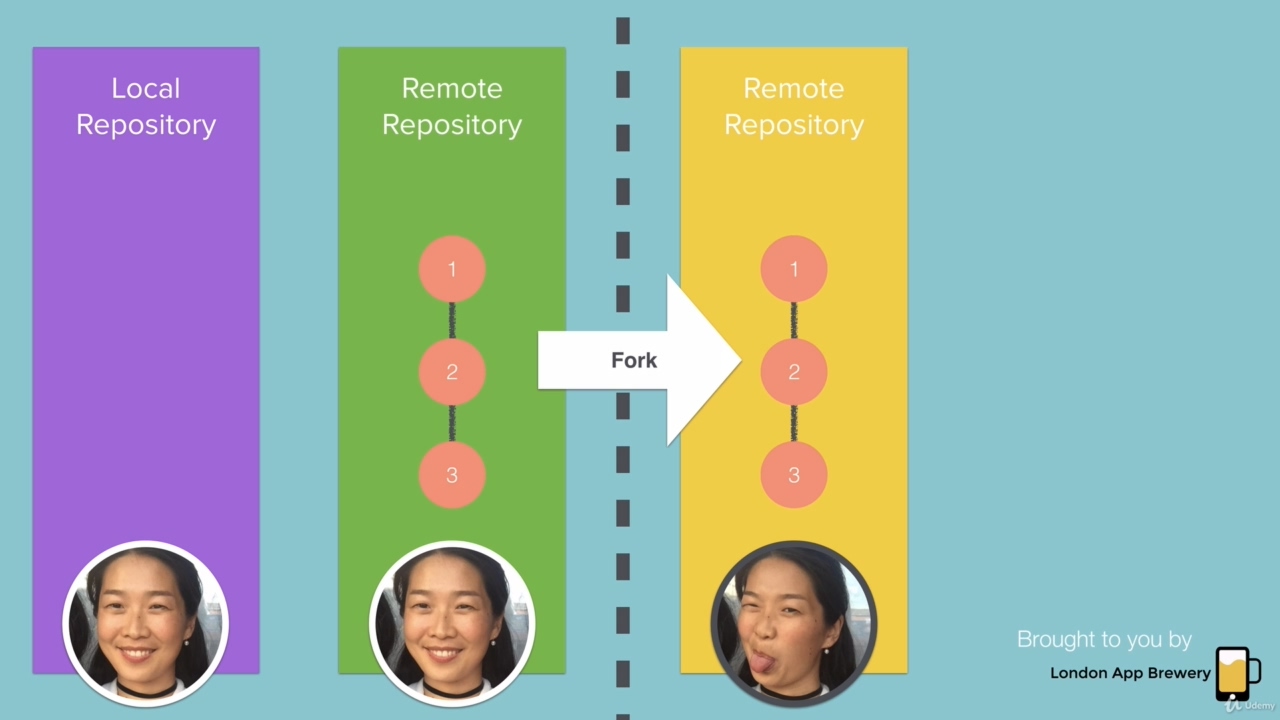 Local
Repository
Remote
Repository
Remote
Repository
1
1
Fork
2
2
3
3
Brought to you by
London App Brewery
Udemy